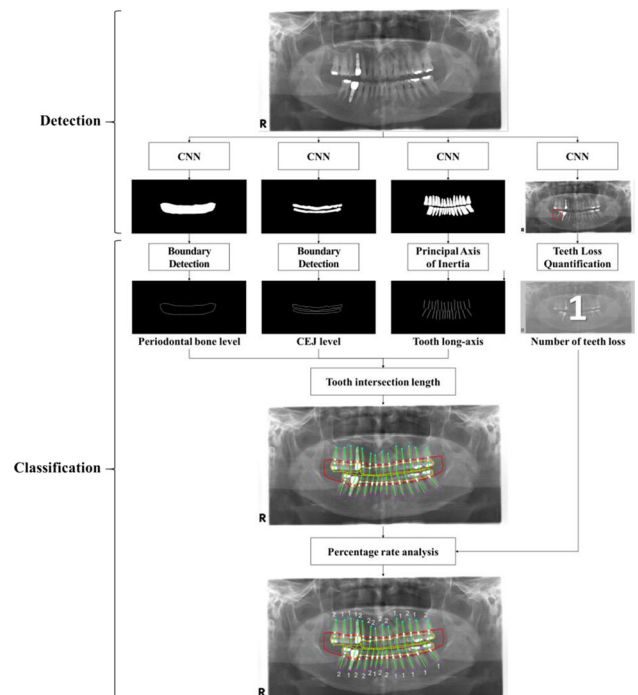 Detection
R
CNN
CNN
CNN
CNN
Boundary
Detection
Boundary
Detection
Principal Axis
of Inertia
Teeth Loss
Quantification
1
Periodontal bone level
CEJ level
Tooth long-axis
Number of teeth loss
Tooth intersection length
Classification
R
Percentage rate analysis
R